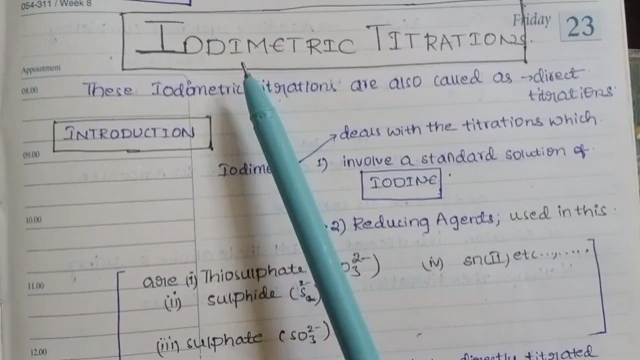 054-311 / Week 8
Friday 23
IODIMETRIC TITRATIONS
Appointment
08.00
These Iodometric titrations are also called as → direct
titrations
INTRODUCTION
deals with the titrations which
09.00
1) involve a standard solution of
IODINE
10.00
2) Reducing Agents; used in this
11.00
are (i) Thiosulphate
(iv) Sn(II) etc..,.....
(ii) sulphide
(iii) sulphate (SO3 2-)
12.00
directly titrated